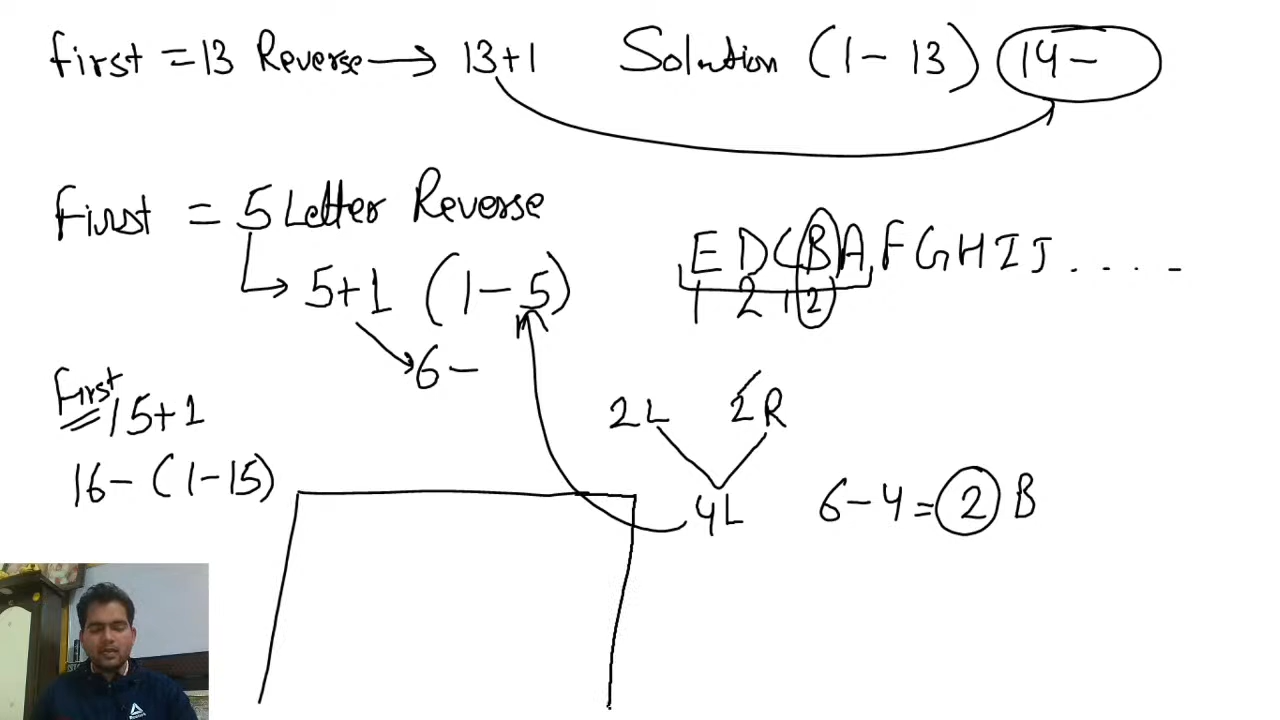 first = 13 Reverse → 13+1 Solution (1 - 13) 14 -
First = 5 Letter Reverse
E D C B A F G H I J . . . . -
5+1 (1 - 5)
1 2 1 2
6 -
First
15+1
2L 2R
16 - (1 - 15)
4L
6 - 4 = 2 B